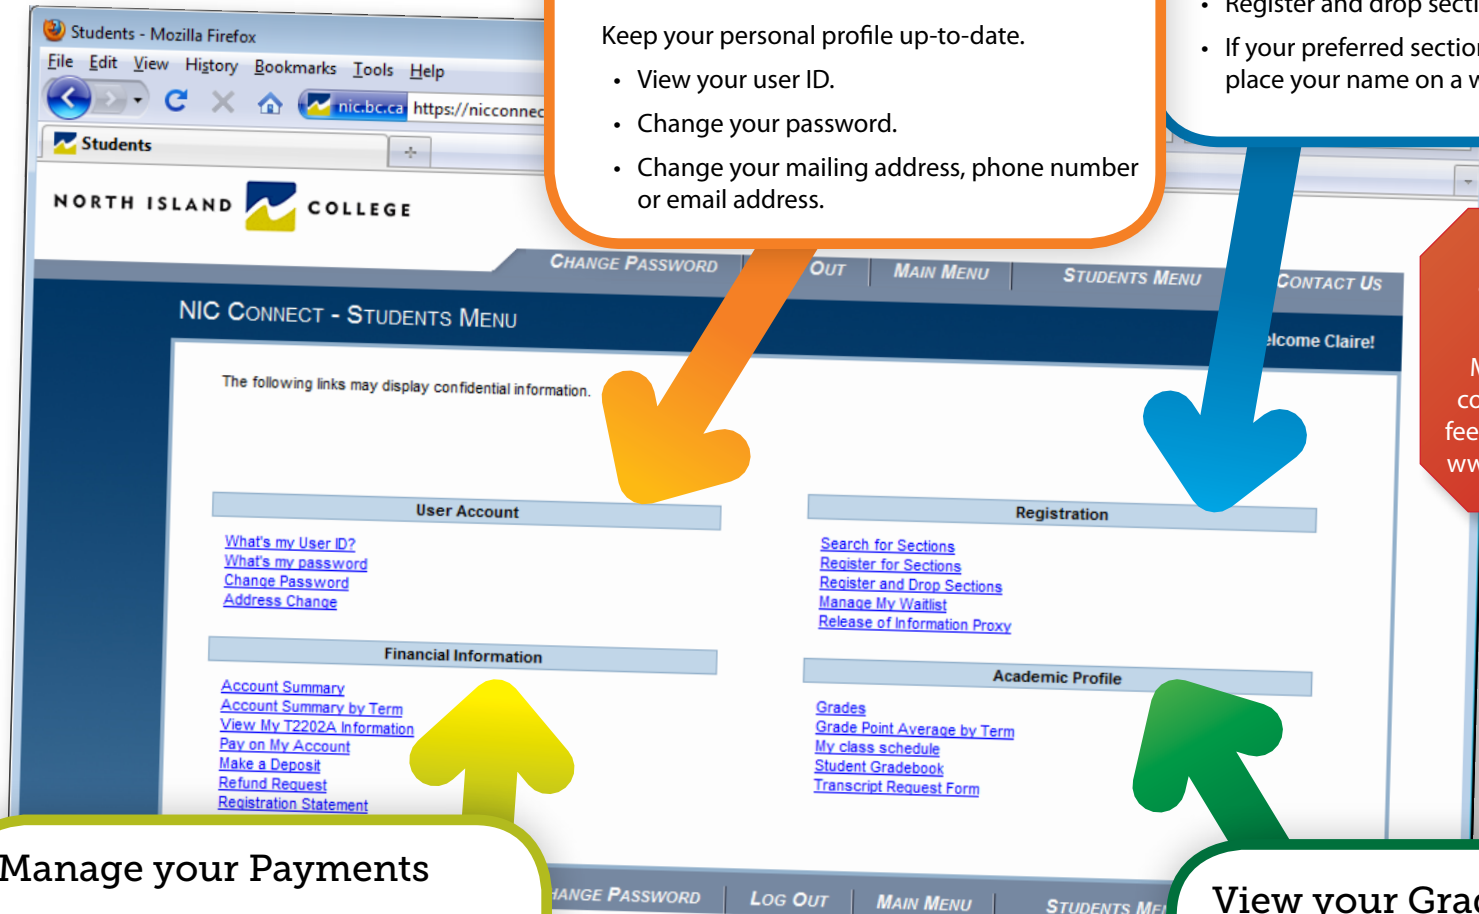 Students - Mozilla Firefox
File Edit View History Bookmarks Tools Help
nic.bc.ca https://nicconnec
Students
NORTH ISLAND COLLEGE
Keep your personal profile up-to-date.
• View your user ID.
• Change your password.
• Change your mailing address, phone number
or email address.
• Register and drop secti
• If your preferred section
place your name on a w
CHANGE PASSWORD OUT MAIN MENU STUDENTS MENU CONTACT US
NIC CONNECT - STUDENTS MENU
elcome Claire!
The following links may display confidential information.
co
fee
ww
User Account
What's my User ID?
What's my password
Change Password
Address Change
Registration
Search for Sections
Register for Sections
Register and Drop Sections
Manage My Waitlist
Release of Information Proxy
Financial Information
Account Summary
Account Summary by Term
View My T2202A Information
Pay on My Account
Make a Deposit
Refund Request
Registration Statement
Academic Profile
Grades
Grade Point Average by Term
My class schedule
Student Gradebook
Transcript Request Form
Manage your Payments
HANGE PASSWORD LOG OUT MAIN MENU STUDENTS ME
View your Grad